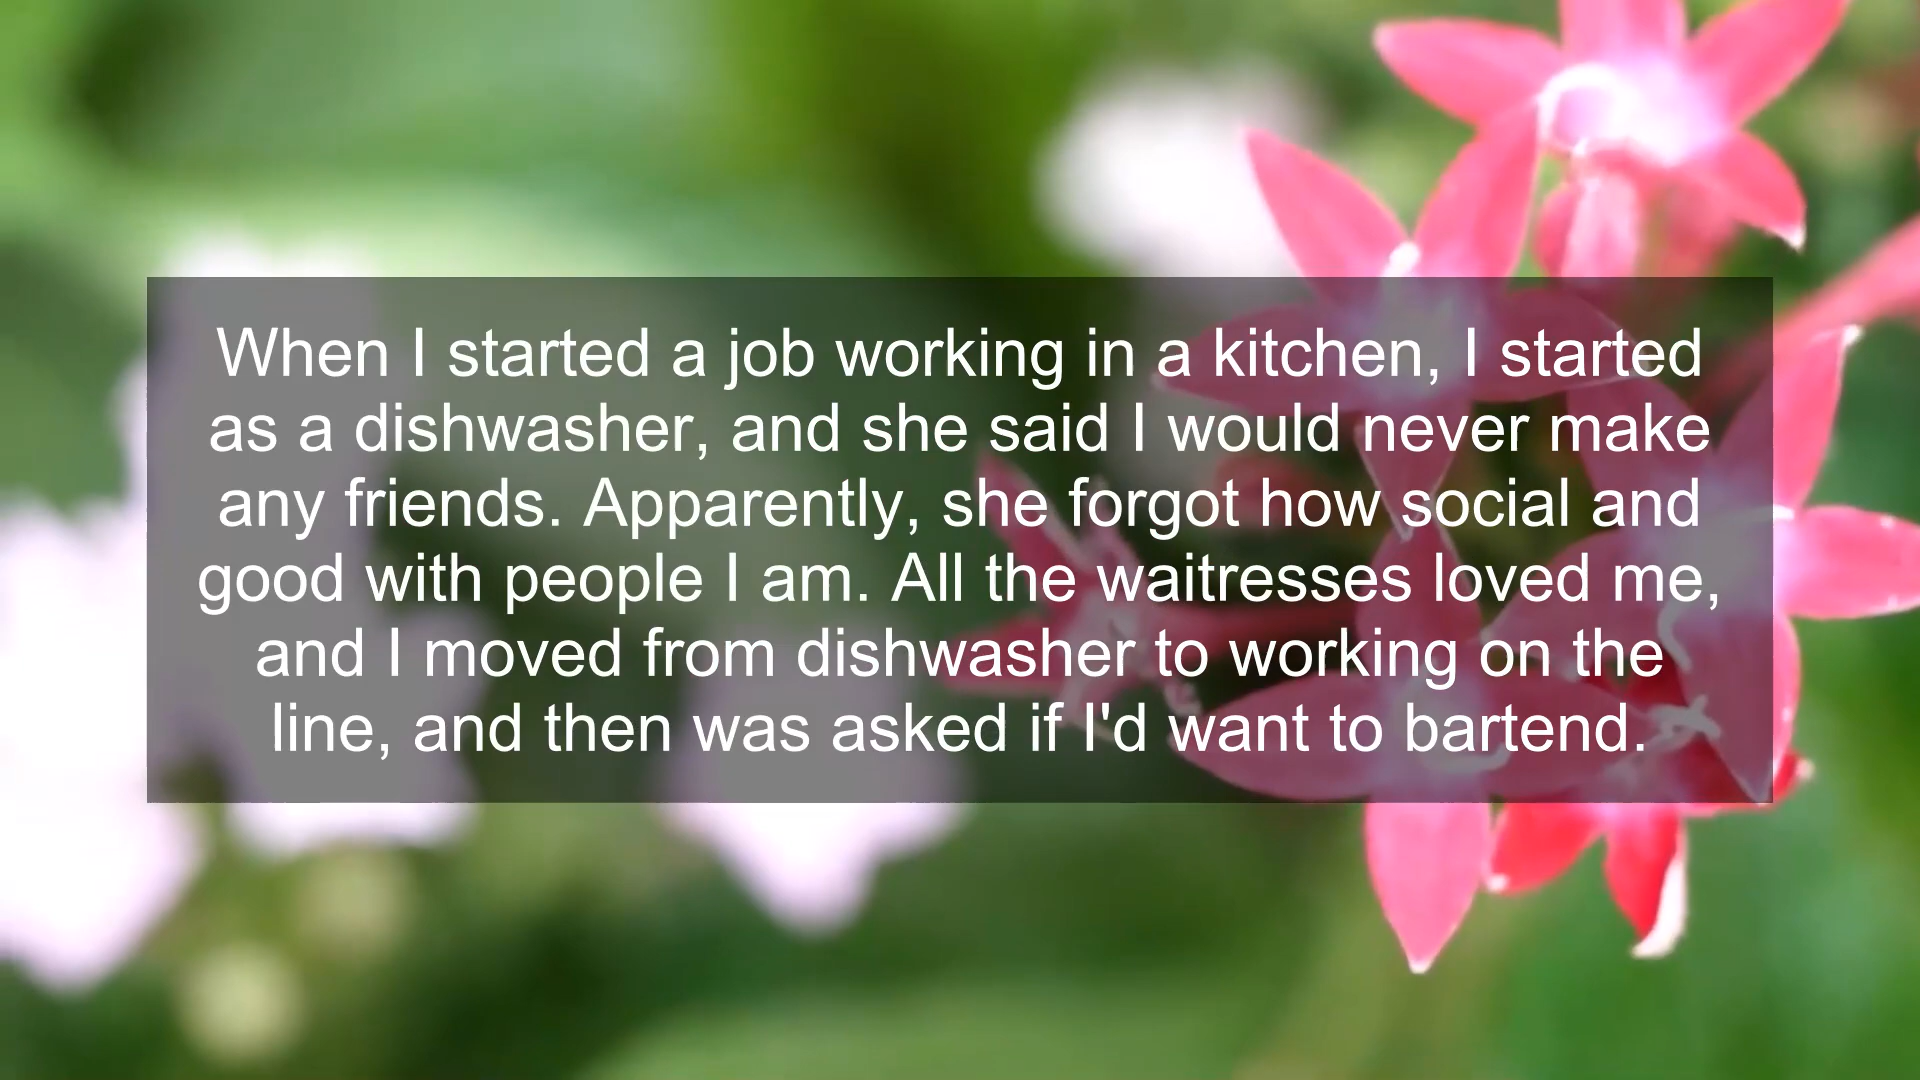 When I started a job working in a kitchen, I started
as a dishwasher, and she said I would never make
any friends. Apparently, she forgot how social and
good with people I am. All the waitresses loved me,
and I moved from dishwasher to working on the
line, and then was asked if I'd want to bartend.